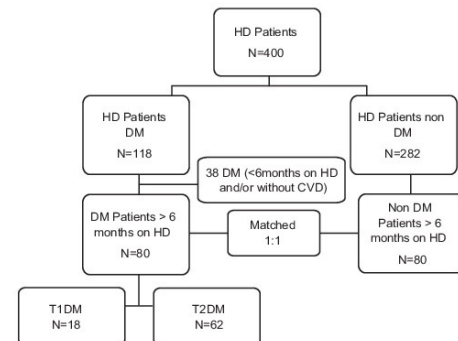 HD Patients
N=400
HD Patients
DM
N=118
HD Patients non
DM
N=282
38 DM (<6months on HD
and/or without CVD)
DM Patients > 6
months on HD
N=80
Matched
1:1
Non DM
Patients > 6
months on HD
N=80
T1DM
N=18
T2DM
N=62